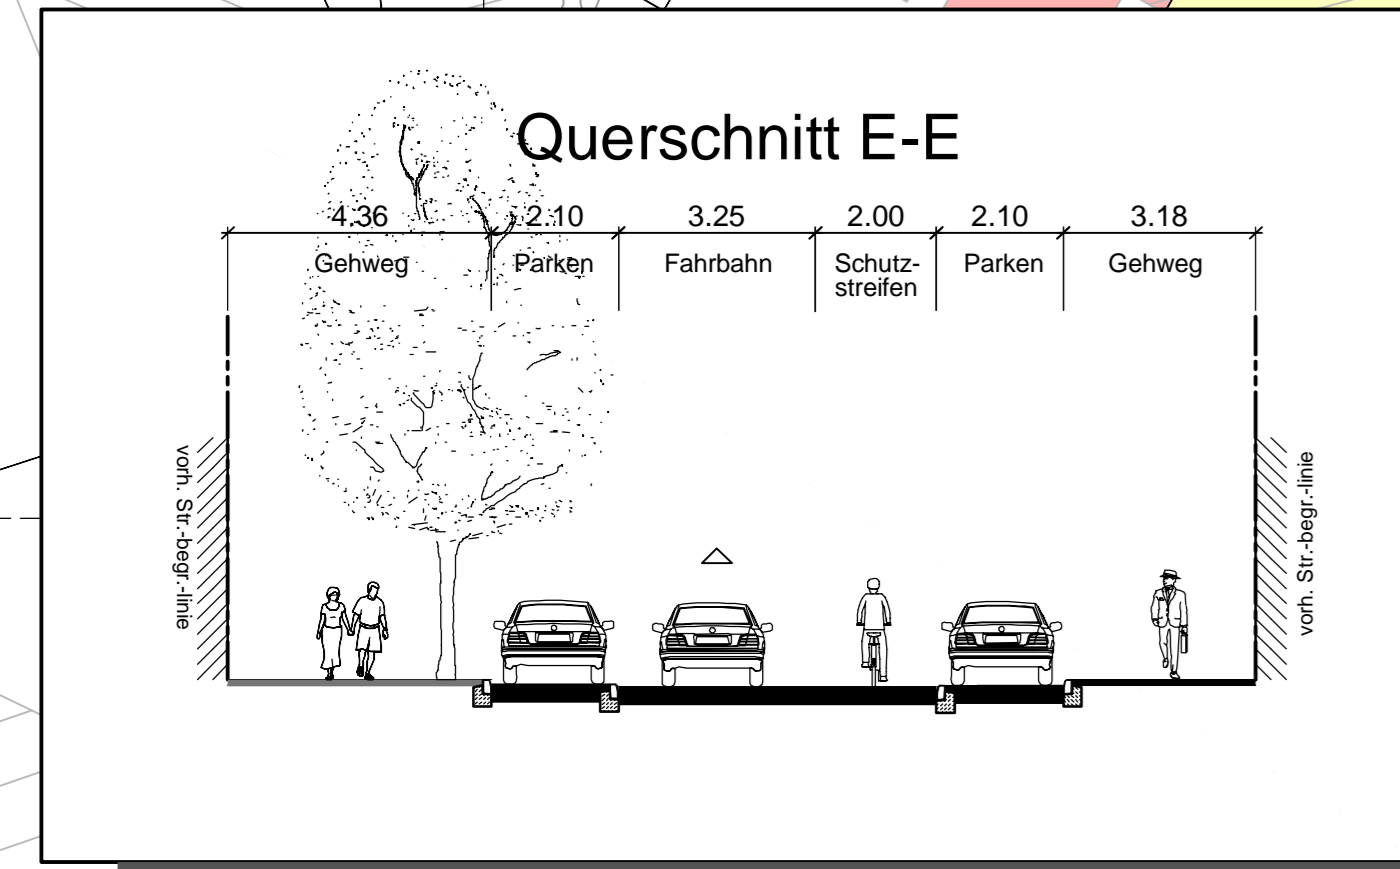 Querschnitt E-E
4.36 2.10 3.25 2.00 2.10 3.18
Gehweg Parken Fahrbahn Schutz- Parken Gehweg
streifen
vorh. Str.-begr.-linie
vorh. Str.-begr.-linie